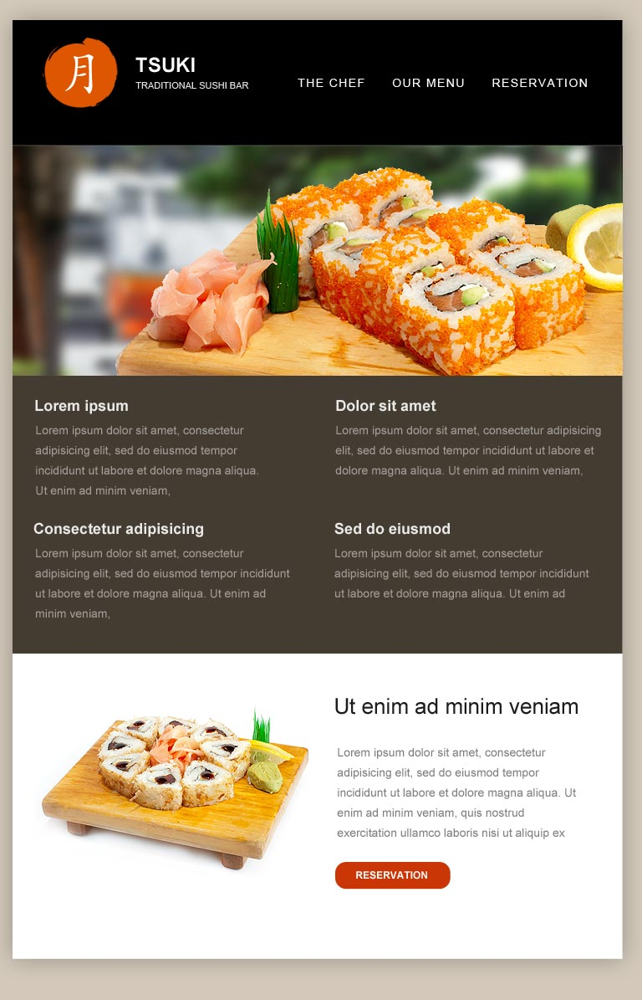 月
TSUKI
TRADITIONAL SUSHI BAR
THE CHEF OUR MENU RESERVATION
Lorem ipsum
Lorem ipsum dolor sit amet, consectetur
adipisicing elit, sed do eiusmod tempor
incididunt ut labore et dolore magna aliqua.
Ut enim ad minim veniam,
Dolor sit amet
Lorem ipsum dolor sit amet, consectetur adipisicing
elit, sed do eiusmod tempor incididunt ut labore et
dolore magna aliqua. Ut enim ad minim veniam,
Consectetur adipisicing
Lorem ipsum dolor sit amet, consectetur
adipisicing elit, sed do eiusmod tempor incididunt
ut labore et dolore magna aliqua. Ut enim ad
minim veniam,
Sed do eiusmod
Lorem ipsum dolor sit amet, consectetur
adipisicing elit, sed do eiusmod tempor incididunt
ut labore et dolore magna aliqua. Ut enim ad
Ut enim ad minim veniam
Lorem ipsum dolor sit amet, consectetur
adipisicing elit, sed do eiusmod tempor
incididunt ut labore et dolore magna aliqua. Ut
enim ad minim veniam, quis nostrud
exercitation ullamco laboris nisi ut aliquip ex
RESERVATION